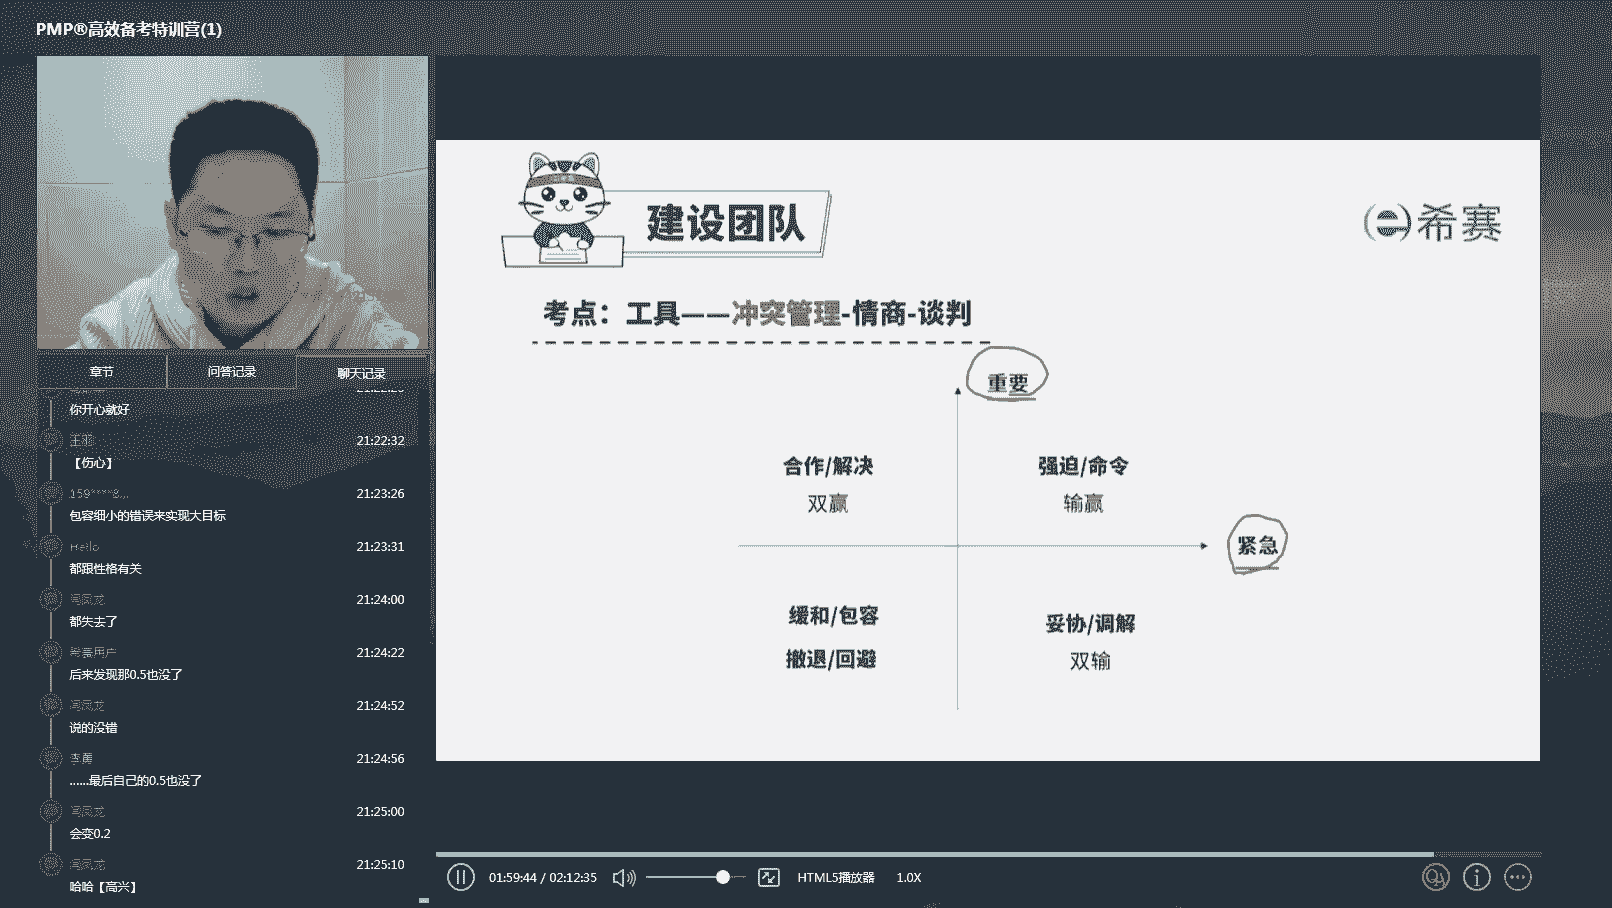 PMP®高效备考特训营(1)
章节
问答记录
聊天记录
你开心就好
王
21:22:32
【伤心】
159****8...
21:23:26
包容细小的错误来实现大目标
Hello
21:23:31
都跟性格有关
冯凤龙
21:24:00
都失去了
希赛用户
21:24:22
后来发现那0.5也没了
冯凤龙
21:24:52
说的没错
李勇
21:24:56
......最后自己的0.5也没了
冯凤龙
21:25:00
会变0.2
冯凤龙
21:25:10
哈哈【高兴】
建设团队
希赛
考点：工具——冲突管理-情商-谈判
重要
合作/解决
双赢
强迫/命令
输赢
紧急
缓和/包容
撤退/回避
妥协/调解
双输
01:59:44 / 02:12:35
HTML5播放器
1.0X